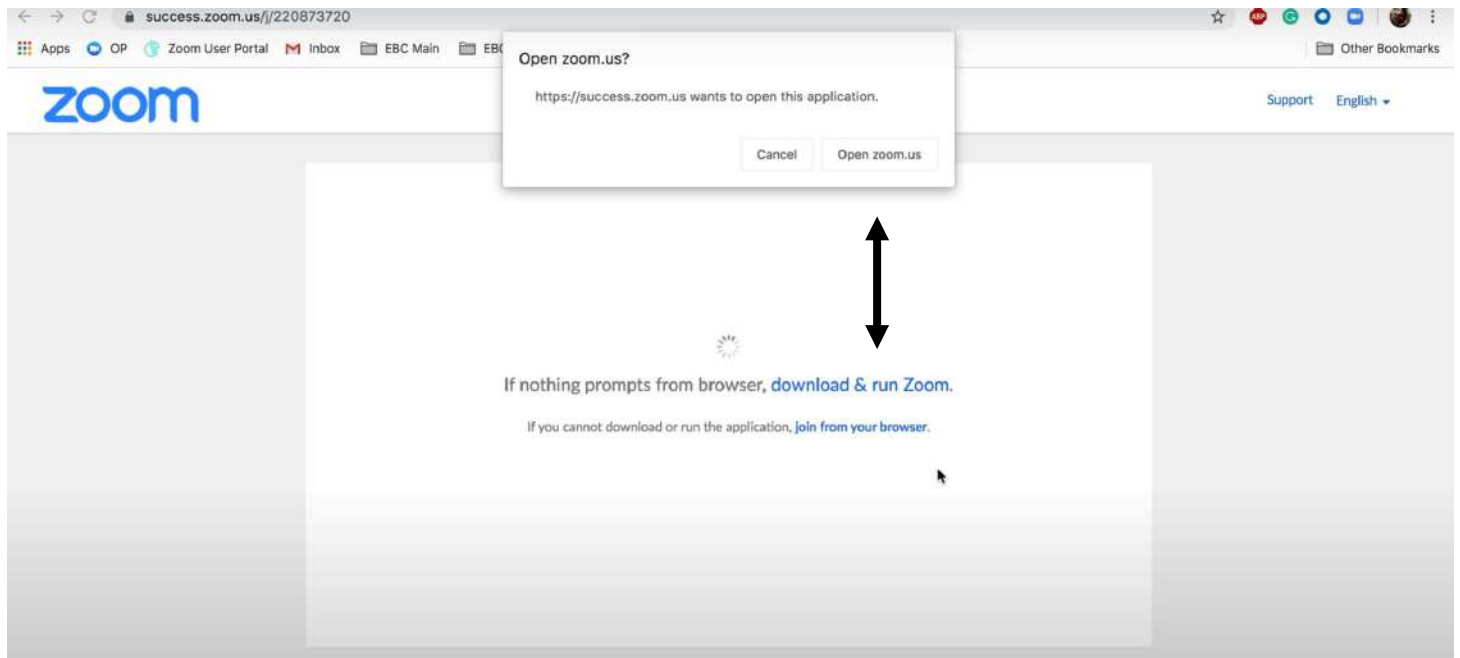 success.zoom.us/j/220873720
Apps OP Zoom User Portal Inbox EBC Main EBC Other Bookmarks
Open zoom.us?
https://success.zoom.us wants to open this application.
Cancel Open zoom.us
zoom
Support English
If nothing prompts from browser, download & run Zoom.
If you cannot download or run the application, join from your browser.